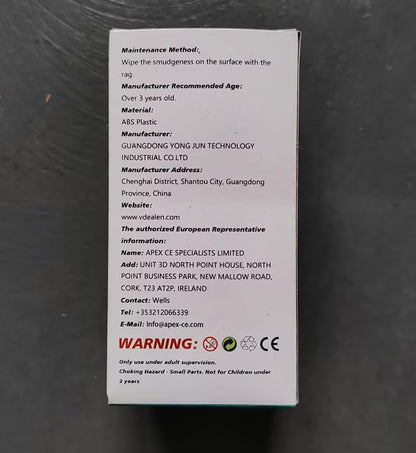 Maintenance Method:,
Wipe the smudgeness on the surface with the
rag.
Manufacturer Recommended Age:
Over 3 years old.
Material:
ABS Plastic
Manufacturer:
GUANGDONG YONG JUN TECHNOLOGY
INDUSTRIAL CO.LTD
Manufacturer Address:
Chenghai District, Shantou City, Guangdong
Province, China
Website:
www.vdealen.com
The authorized European Representative
information:
Name: APEX CE SPECIALISTS LIMITED
Add: UNIT 3D NORTH POINT HOUSE, NORTH
POINT BUSINESS PARK, NEW MALLOW ROAD,
CORK, T23 AT2P, IRELAND
Contact: Wells
Tel: +353212066339
E-Mail: Info@apex-ce.com
WARNING: CE
Only use under adult supervision.
Choking Hazard - Small Parts. Not for Children under
3 years.